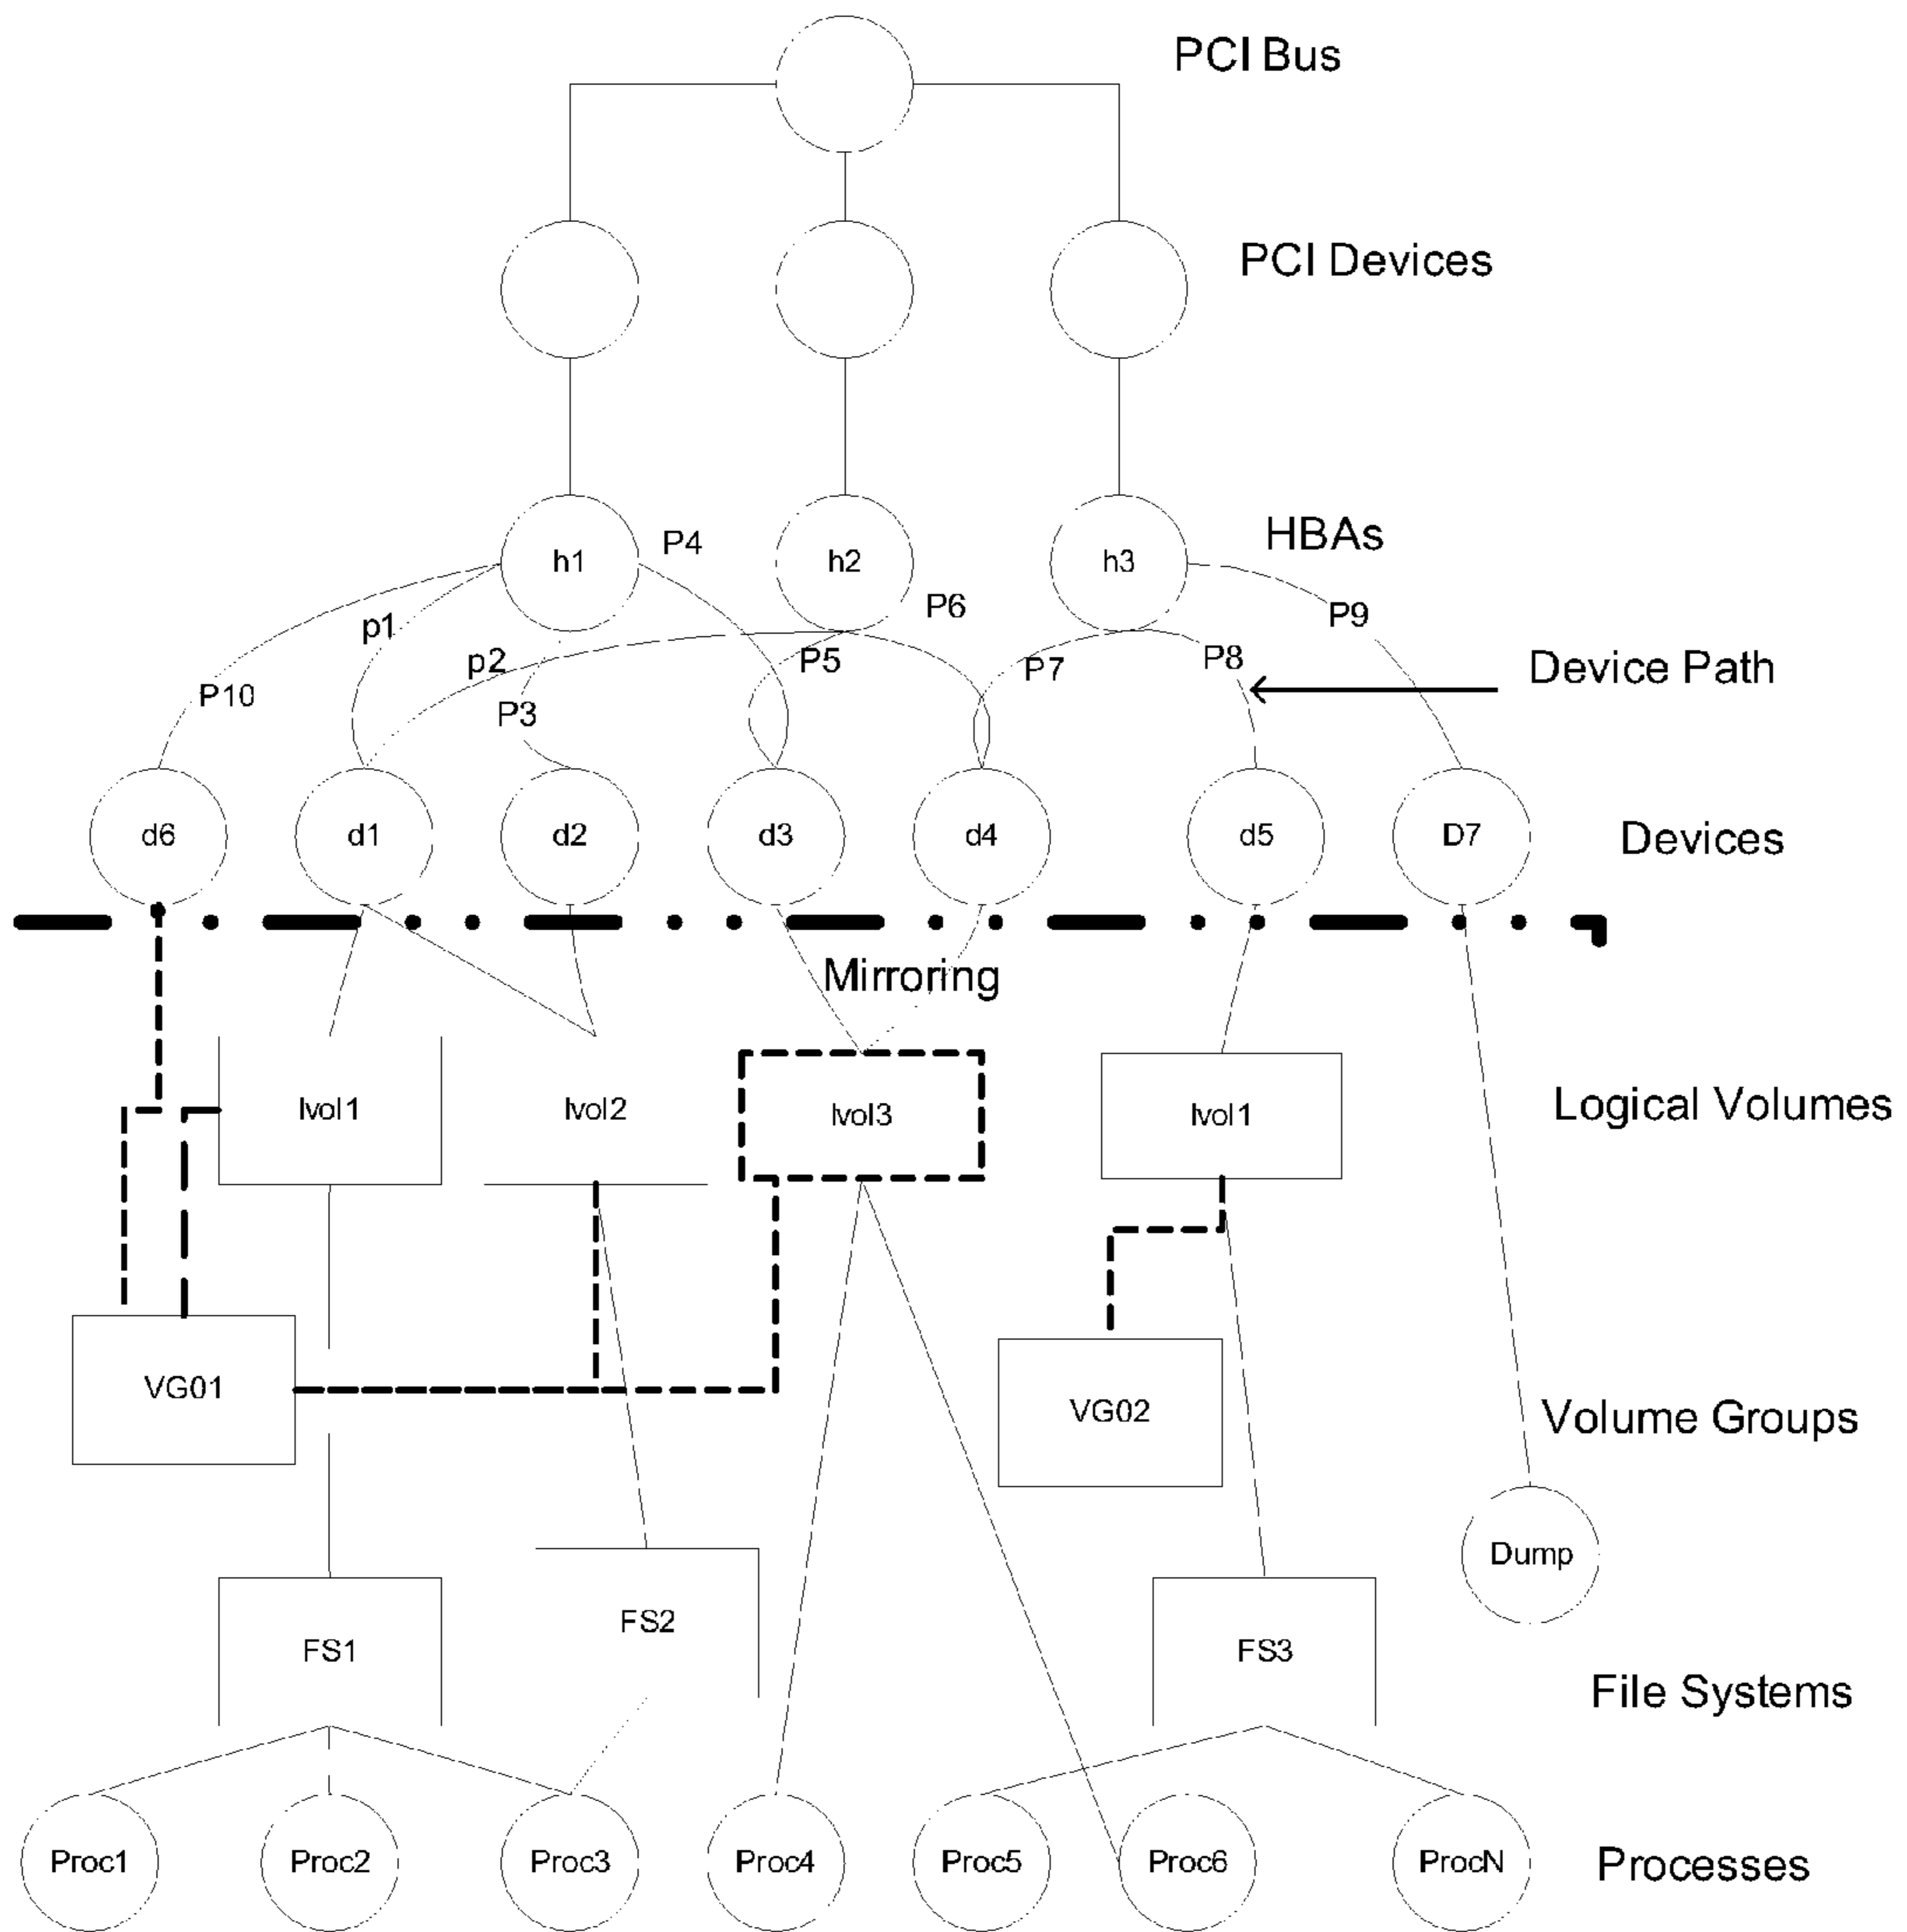 PCI Bus
PCI Devices
h1
P4
h2
h3
HBAs
P6
P9
p1
p2
P5
P7
P8
Device Path
P10
P3
d6
d1
d2
d3
d4
d5
D7
Devices
Mirroring
lvol1
lvol2
lvol3
lvol1
Logical Volumes
VG01
VG02
Volume Groups
Dump
FS1
FS2
FS3
File Systems
Proc1
Proc2
Proc3
Proc4
Proc5
Proc6
ProcN
Processes